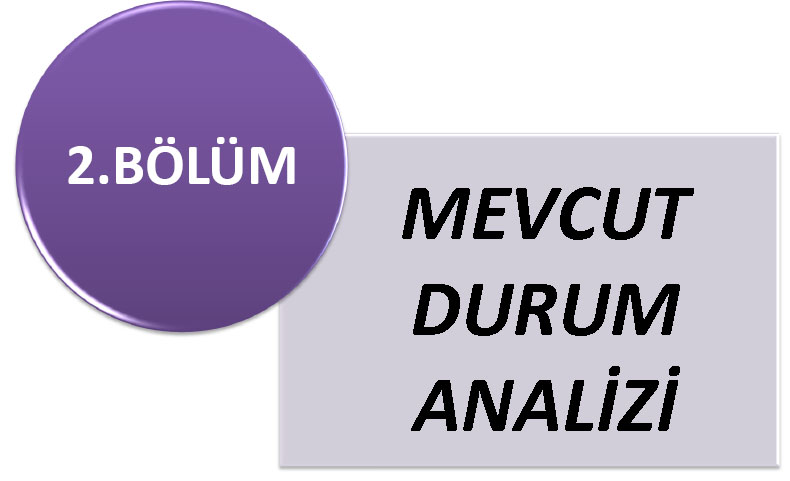 2.BÖLÜM
MEVCUT
DURUM
ANALİZİ